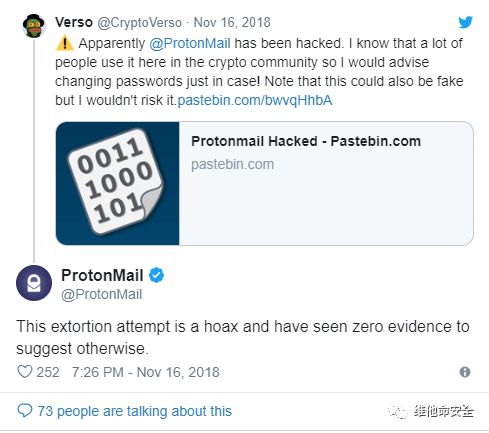 Verso @CryptoVerso · Nov 16, 2018
⚠ Apparently @ProtonMail has been hacked. I know that a lot of
people use it here in the crypto community so I would advise
changing passwords just in case! Note that this could also be fake
but I wouldn't risk it.pastebin.com/bwvqHhbA
0011
1000
101
Protonmail Hacked - Pastebin.com
pastebin.com
ProtonMail
@ProtonMail
This extortion attempt is a hoax and have seen zero evidence to
suggest otherwise.
252 7:26 PM - Nov 16, 2018
73 people are talking about this
维他命安全